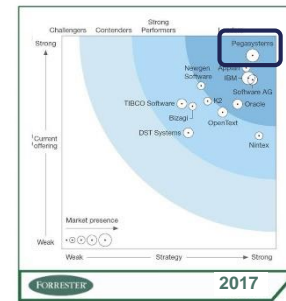 Challengers Contenders Strong Performers
Strong
Pegasystems
Appian
Newgen Software
IBM
Software AG
TIBCO Software
K2
Oracle
Bizagi
OpenText
DST Systems
Nintex
Current offering
Market presence
Weak
Weak Strategy Strong
FORRESTER
2017